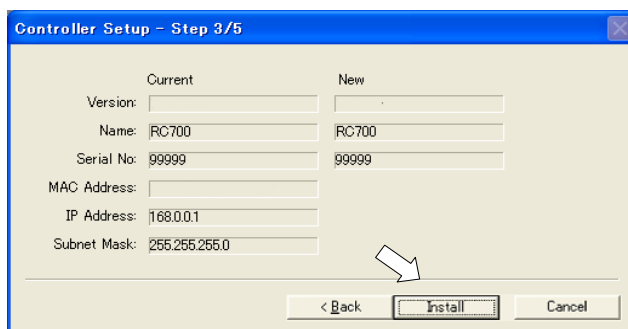 Controller Setup - Step 3/5
Current New
Version:
Name: RC700 RC700
Serial No: 99999 99999
MAC Address:
IP Address: 168.0.0.1
Subnet Mask: 255.255.255.0
< Back Install Cancel